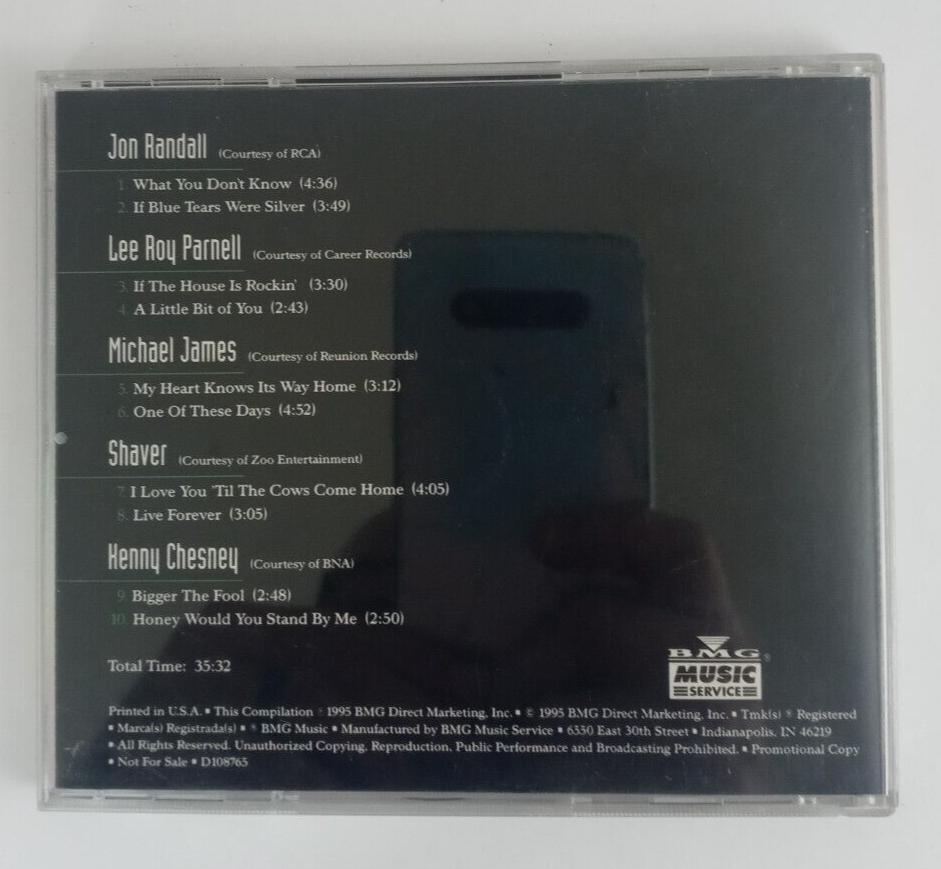 Jon Randall (Courtesy of RCA)
1. What You Don't Know (4:36)
2. If Blue Tears Were Silver (3:49)
Lee Roy Parnell (Courtesy of Career Records)
3. If The House Is Rockin' (3:30)
4. A Little Bit of You (2:43)
Michael James (Courtesy of Reunion Records)
5. My Heart Knows Its Way Home (3:12)
6. One Of These Days (4:52)
Shaver (Courtesy of Zoo Entertainment)
7. I Love You 'Til The Cows Come Home (4:05)
8. Live Forever (3:05)
Kenny Chesney (Courtesy of BNA)
9. Bigger The Fool (2:48)
10. Honey Would You Stand By Me (2:50)
Total Time: 35:32
BMG®
MUSIC
SERVICE
Printed in U.S.A. ▪ This Compilation ℗ 1995 BMG Direct Marketing, Inc. ▪ © 1995 BMG Direct Marketing, Inc. ▪ Tmk(s) ® Registered
▪ Marca(s) Registrada(s) ▪ ® BMG Music ▪ Manufactured by BMG Music Service ▪ 6550 East 30th Street ▪ Indianapolis, IN 46219
▪ All Rights Reserved. Unauthorized Copying, Reproduction, Public Performance and Broadcasting Prohibited. ▪ Promotional Copy
▪ Not For Sale ▪ D108765